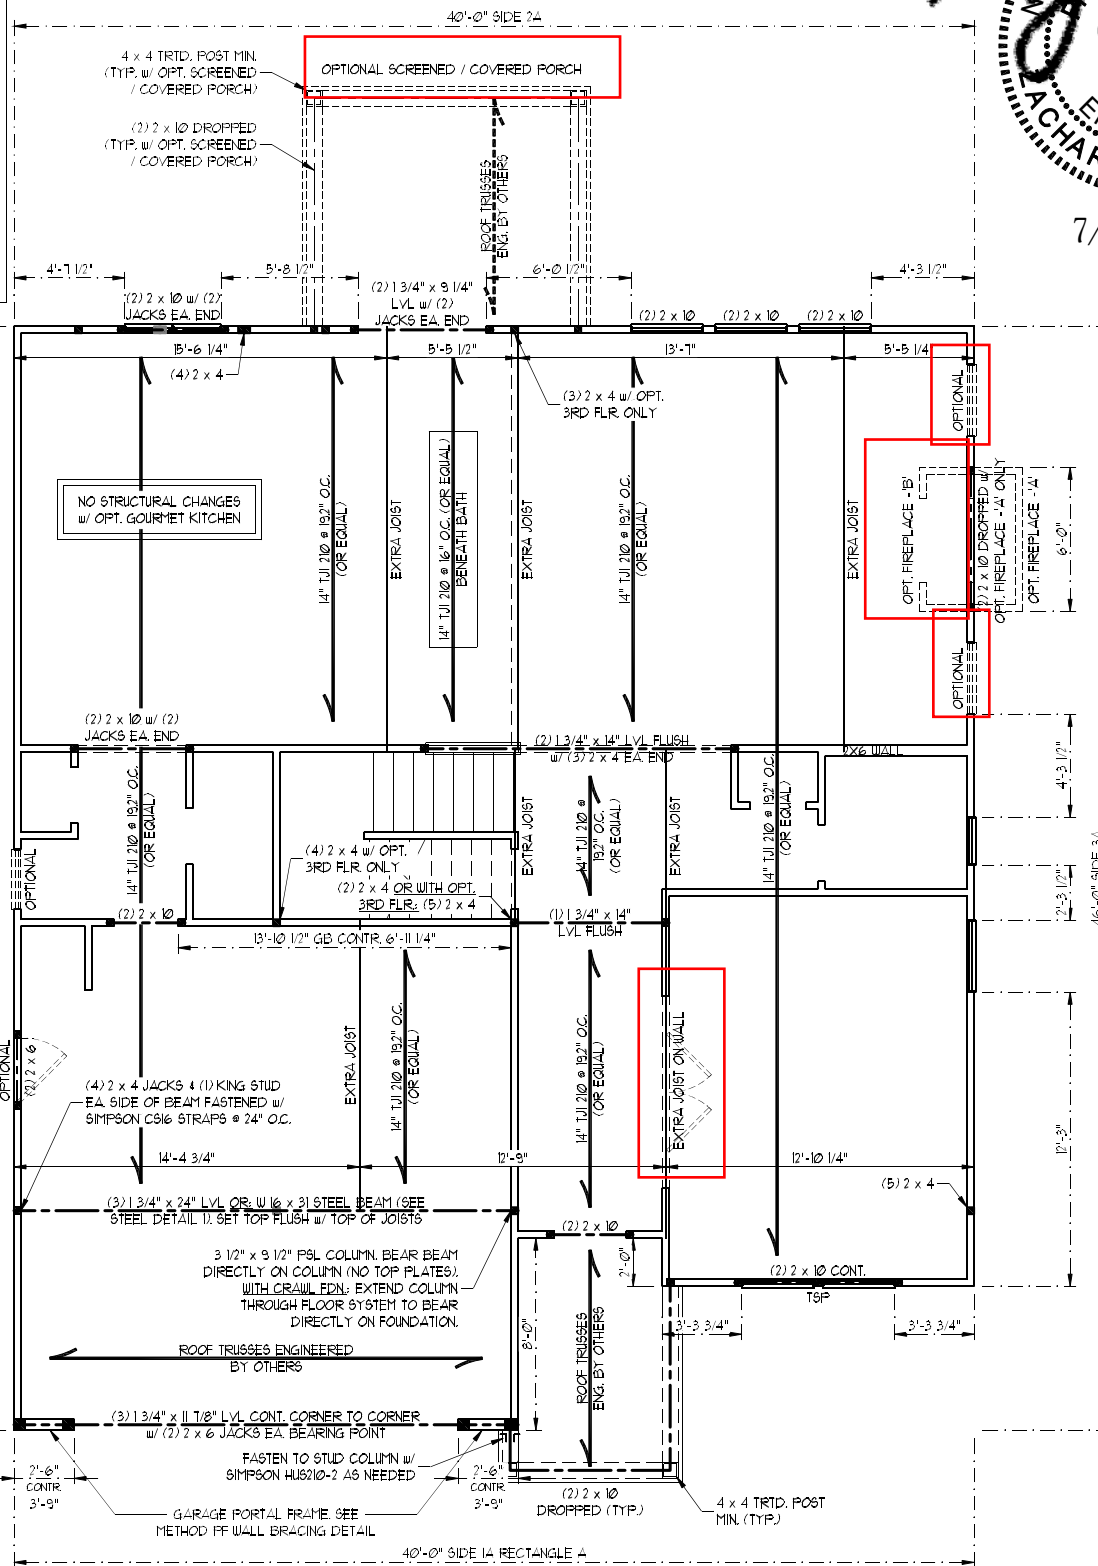 40'-0" SIDE 2A
4 x 4 TRTD. POST MIN.
(TYP. w/ OPT. SCREENED
/ COVERED PORCH)
OPTIONAL SCREENED / COVERED PORCH
(2) 2 x 10 DROPPED
(TYP. w/ OPT. SCREENED
/ COVERED PORCH)
ROOF TRUSSES
ENG. BY OTHERS
ZACHAR
7/
4'-7 1/2"
5'-8 1/2"
6'-0 1/2"
4'-3 1/2"
(2) 2 x 10 w/ (2)
JACKS EA. END
(2) 1 3/4" x 9 1/4"
LVL w/ (2)
JACKS EA. END
(2) 2 x 10
(2) 2 x 10
(2) 2 x 10
15'-6 1/4"
5'-5 1/2"
13'-7"
5'-5 1/4
(4) 2 x 4
(3) 2 x 4 w/ OPT.
3RD FLR. ONLY
OPTIONAL
NO STRUCTURAL CHANGES
w/ OPT. GOURMET KITCHEN
14" TJI 210 @ 19.2" O.C.
(OR EQUAL)
EXTRA JOIST
14" TJI 210 @ 16" O.C. (OR EQUAL)
BENEATH BATH
EXTRA JOIST
14" TJI 210 @ 19.2" O.C.
(OR EQUAL)
EXTRA JOIST
OPT. FIREPLACE -'B'
(2) 2 x 10 DROPPED w/
OPT. FIREPLACE -'A' ONLY
OPT. FIREPLACE -'A'
6'-0"
OPTIONAL
(2) 2 x 10 w/ (2)
JACKS EA. END
(2) 1 3/4" x 14" LVL FLUSH
w/ (3) 2 x 4 EA. END
2X6 WALL
4'-3 1/2"
14" TJI 210 @ 19.2" O.C.
(OR EQUAL)
EXTRA JOIST
14" TJI 210 @
19.2" O.C.
(OR EQUAL)
EXTRA JOIST
14" TJI 210 @ 19.2" O.C.
(OR EQUAL)
46'-0" SIDE 3A
OPTIONAL
(4) 2 x 4 w/ OPT.
3RD FLR. ONLY
(2) 2 x 4 OR WITH OPT.
3RD FLR.: (5) 2 x 4
2'-3 1/2"
(2) 2 x 10
(1) 1 3/4" x 14"
LVL FLUSH
13'-10 1/2" GB CONTR. 6'-11 1/4"
OPTIONAL
(2) 2 x 6
(4) 2 x 4 JACKS & (1) KING STUD
EA. SIDE OF BEAM FASTENED w/
SIMPSON CS16 STRAPS @ 24" O.C.
EXTRA JOIST
14" TJI 210 @ 19.2" O.C.
(OR EQUAL)
14" TJI 210 @ 19.2" O.C.
(OR EQUAL)
EXTRA JOIST ON WALL
12'-3"
14'-4 3/4"
12'-9"
12'-10 1/4"
(5) 2 x 4
(3) 1 3/4" x 24" LVL OR: W 16 x 31 STEEL BEAM (SEE
STEEL DETAIL 1). SET TOP FLUSH w/ TOP OF JOISTS
(2) 2 x 10
3 1/2" x 9 1/2" PSL COLUMN. BEAR BEAM
DIRECTLY ON COLUMN (NO TOP PLATES).
WITH CRAWL FDN.: EXTEND COLUMN
THROUGH FLOOR SYSTEM TO BEAR
DIRECTLY ON FOUNDATION.
2'-0"
(2) 2 x 10 CONT.
TSP
3'-3 3/4"
3'-3 3/4"
8'-0"
ROOF TRUSSES
ENG. BY OTHERS
ROOF TRUSSES ENGINEERED
BY OTHERS
(3) 1 3/4" x 11 7/8" LVL CONT. CORNER TO CORNER
w/ (2) 2 x 6 JACKS EA. BEARING POINT
FASTEN TO STUD COLUMN w/
SIMPSON HUS210-2 AS NEEDED
2'-6"
CONTR.
3'-9"
2'-6"
CONTR.
3'-9"
(2) 2 x 10
DROPPED (TYP.)
4 x 4 TRTD. POST
MIN. (TYP.)
GARAGE PORTAL FRAME. SEE
METHOD PF WALL BRACING DETAIL
40'-0" SIDE 1A RECTANGLE A